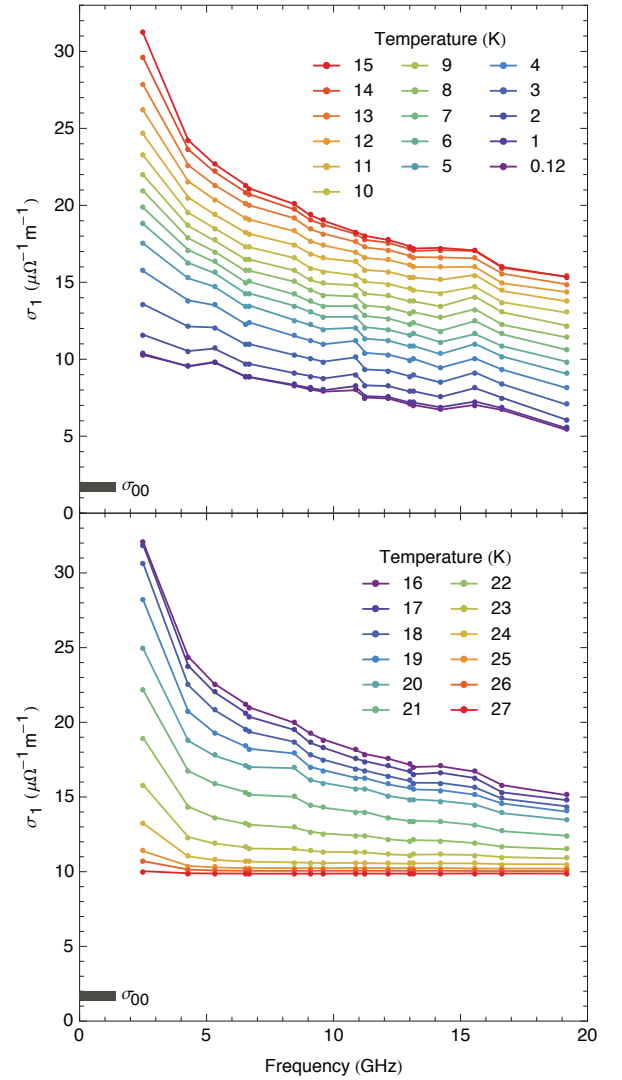 30
25
20
15
10
5
0
σ₁ (μΩ⁻¹m⁻¹)
Temperature (K)
15 9 4
14 8 3
13 7 2
12 6 1
11 5 0.12
10
σ₀₀
30
25
20
15
10
5
0
σ₁ (μΩ⁻¹m⁻¹)
Temperature (K)
16 22
17 23
18 24
19 25
20 26
21 27
σ₀₀
0 5 10 15 20
Frequency (GHz)